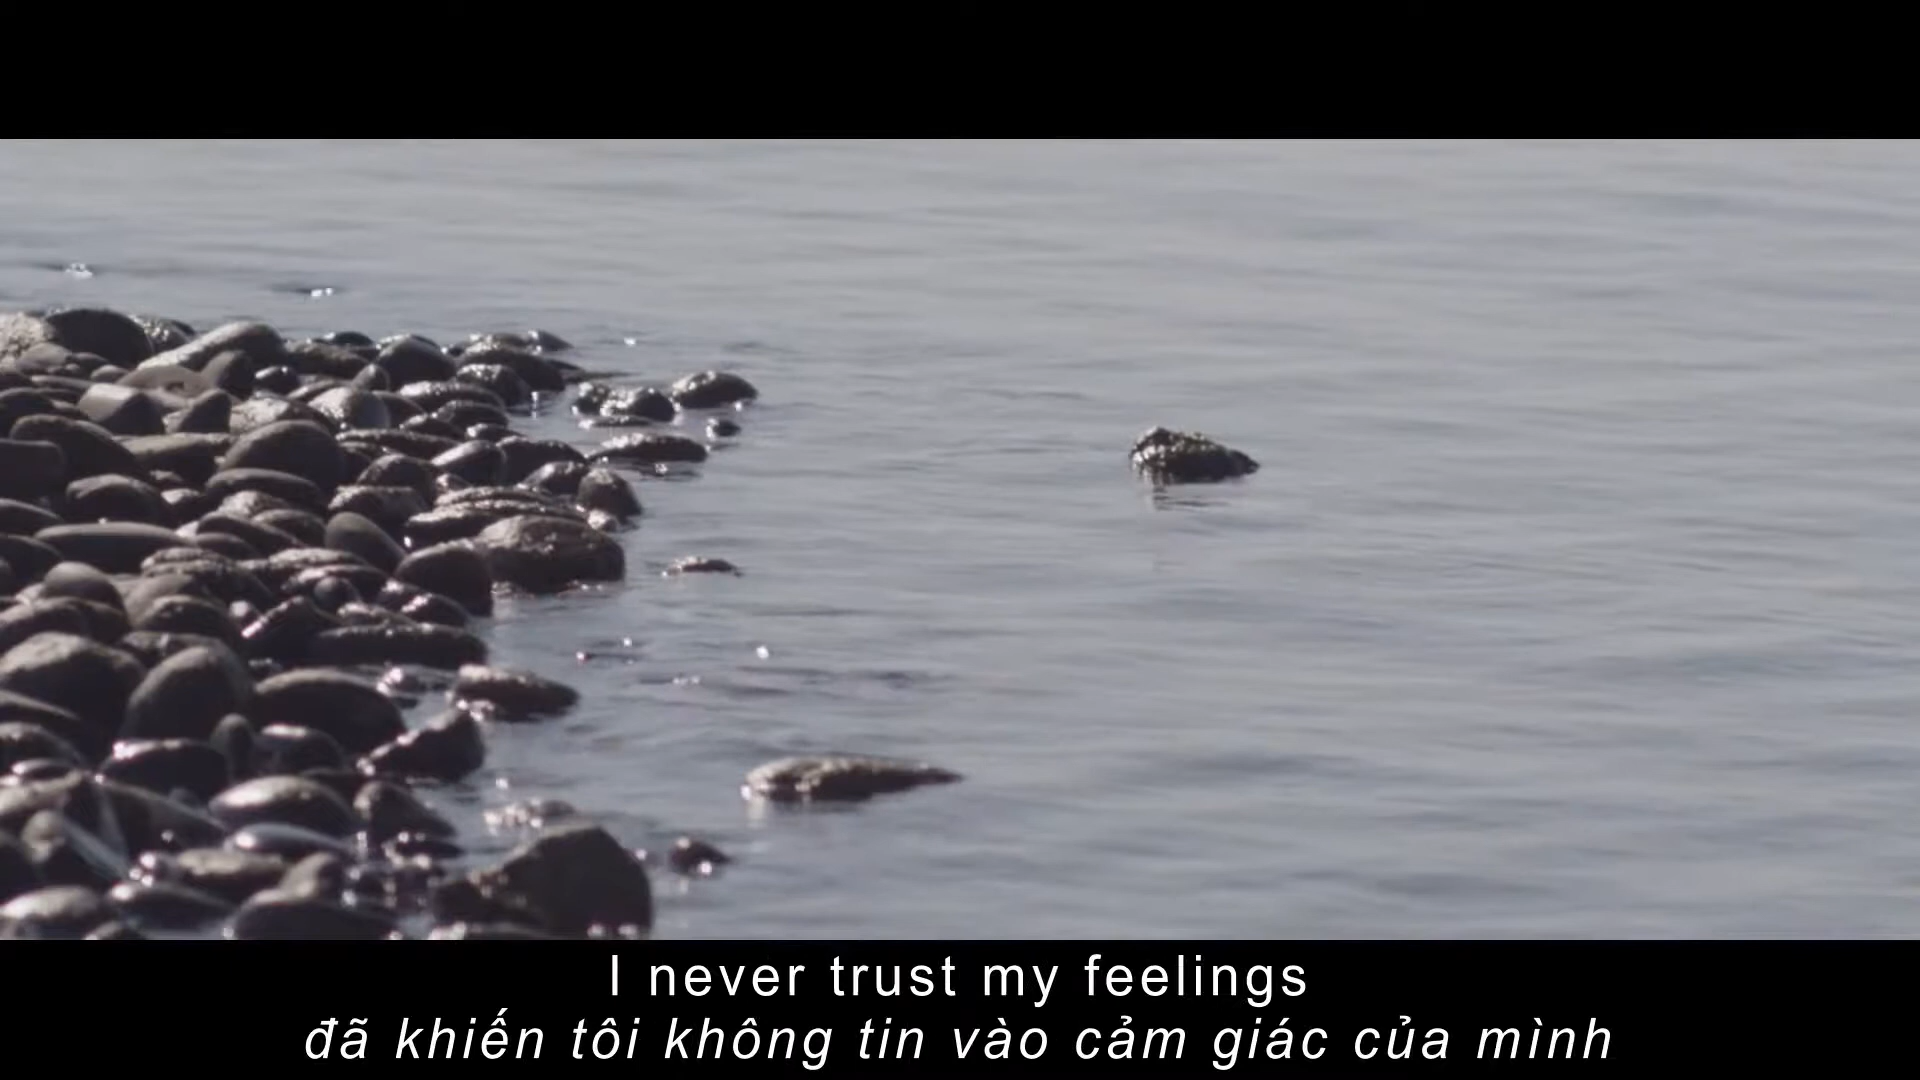 I never trust my feelings
đã khiến tôi không tin vào cảm giác của mình